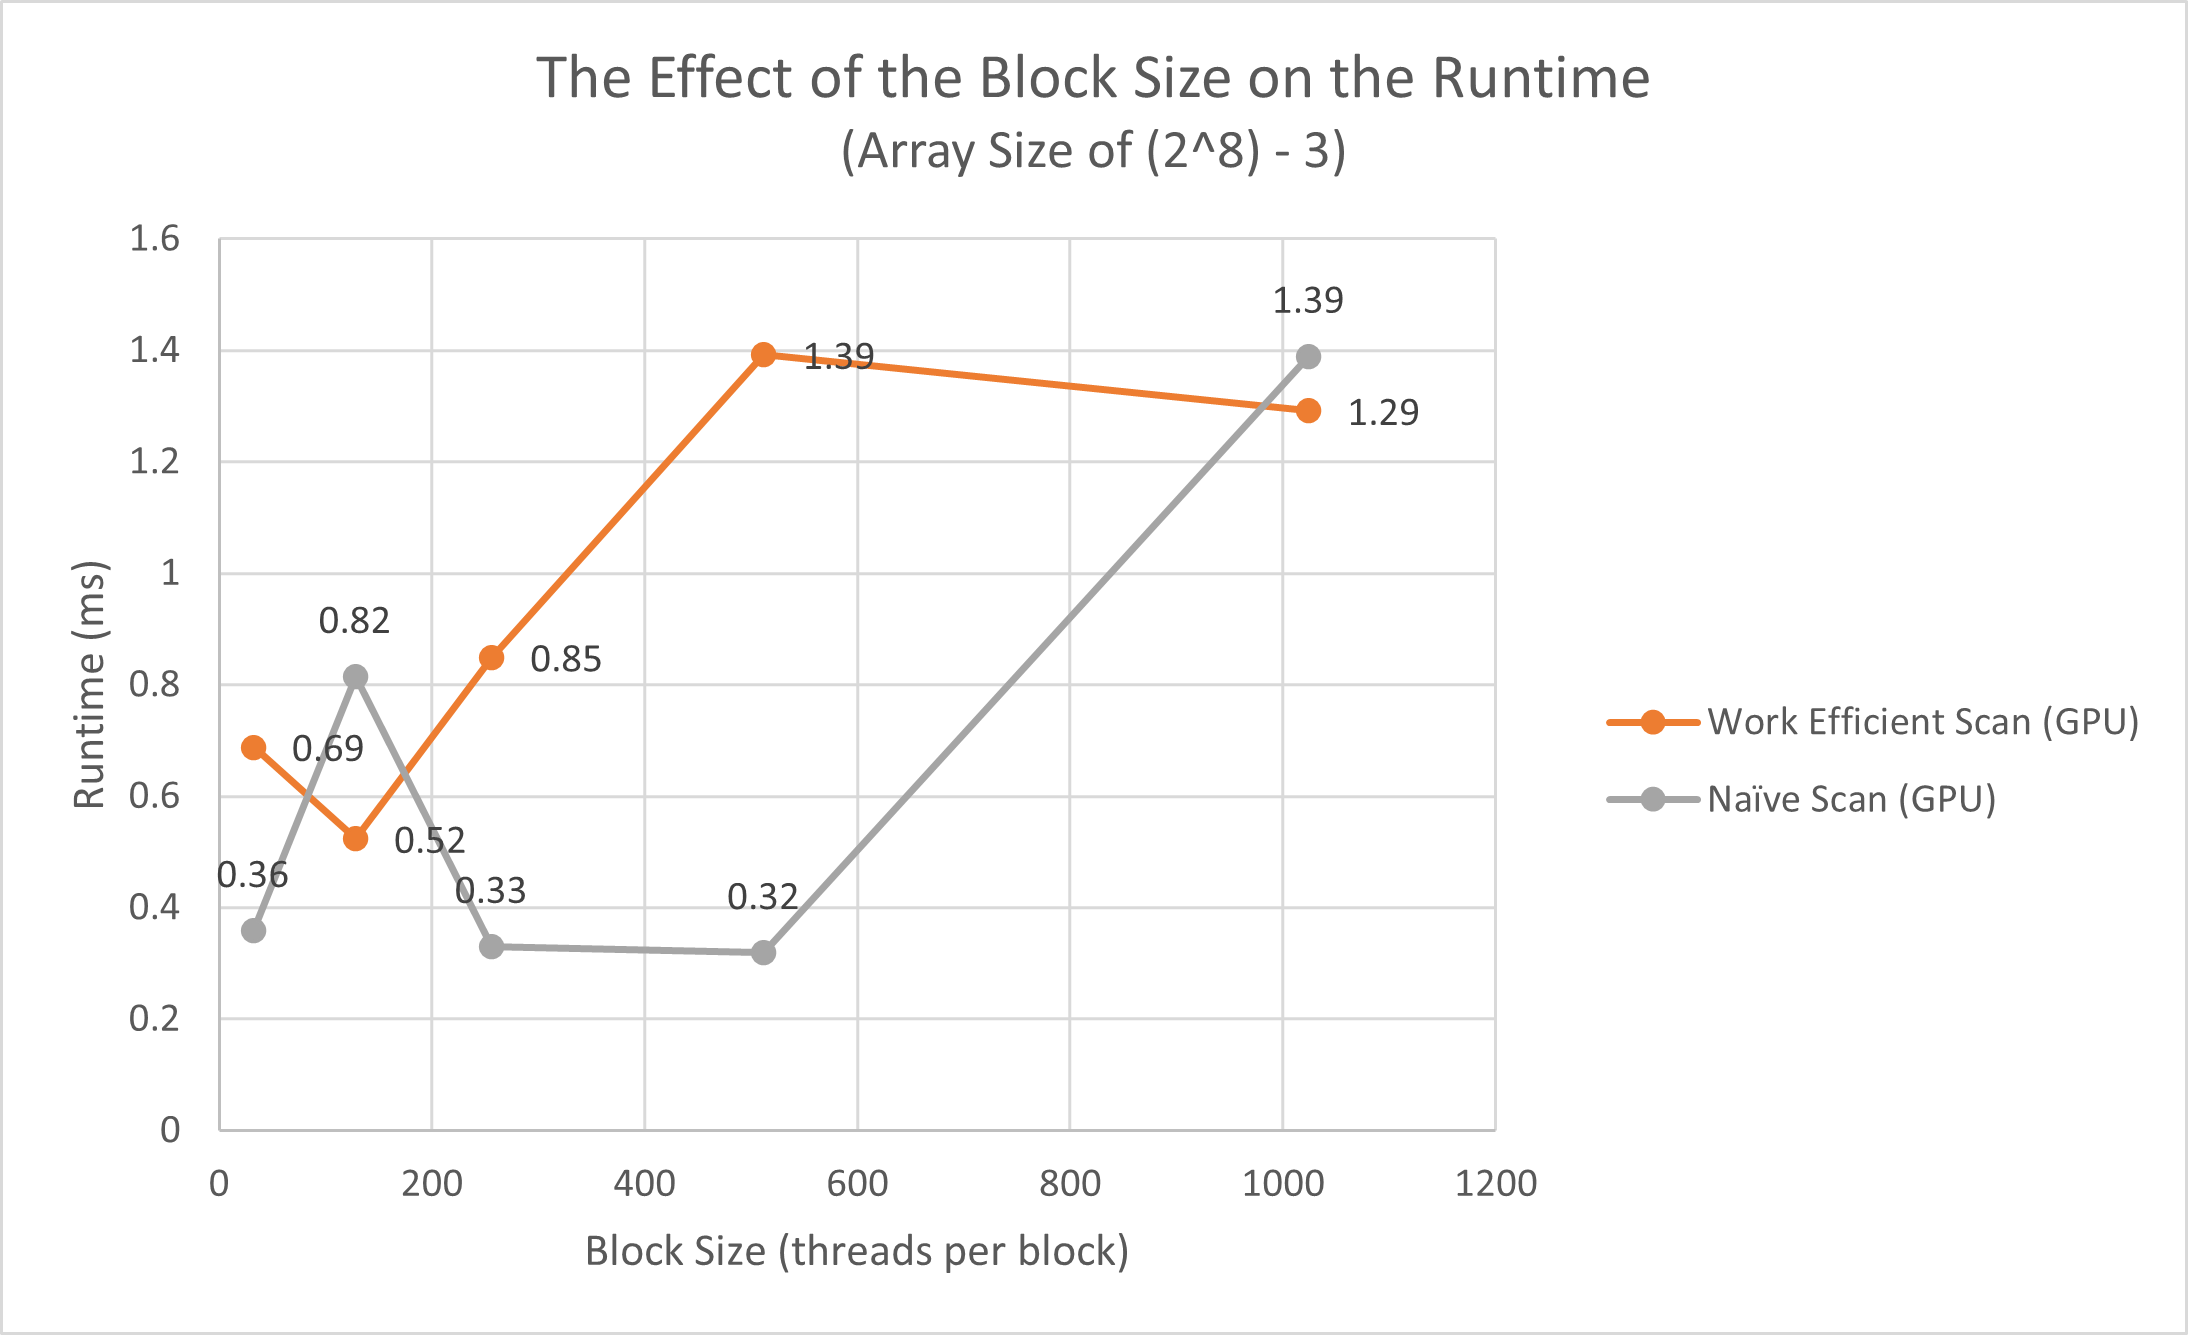 The Effect of the Block Size on the Runtime
(Array Size of (2^8) - 3)
1.6
1.4
1.2
1
0.8
0.6
0.4
0.2
0
Runtime (ms)
1.39
1.39
1.29
0.82
0.85
0.69
0.52
0.36
0.33
0.32
Work Efficient Scan (GPU)
Naïve Scan (GPU)
0 200 400 600 800 1000 1200
Block Size (threads per block)